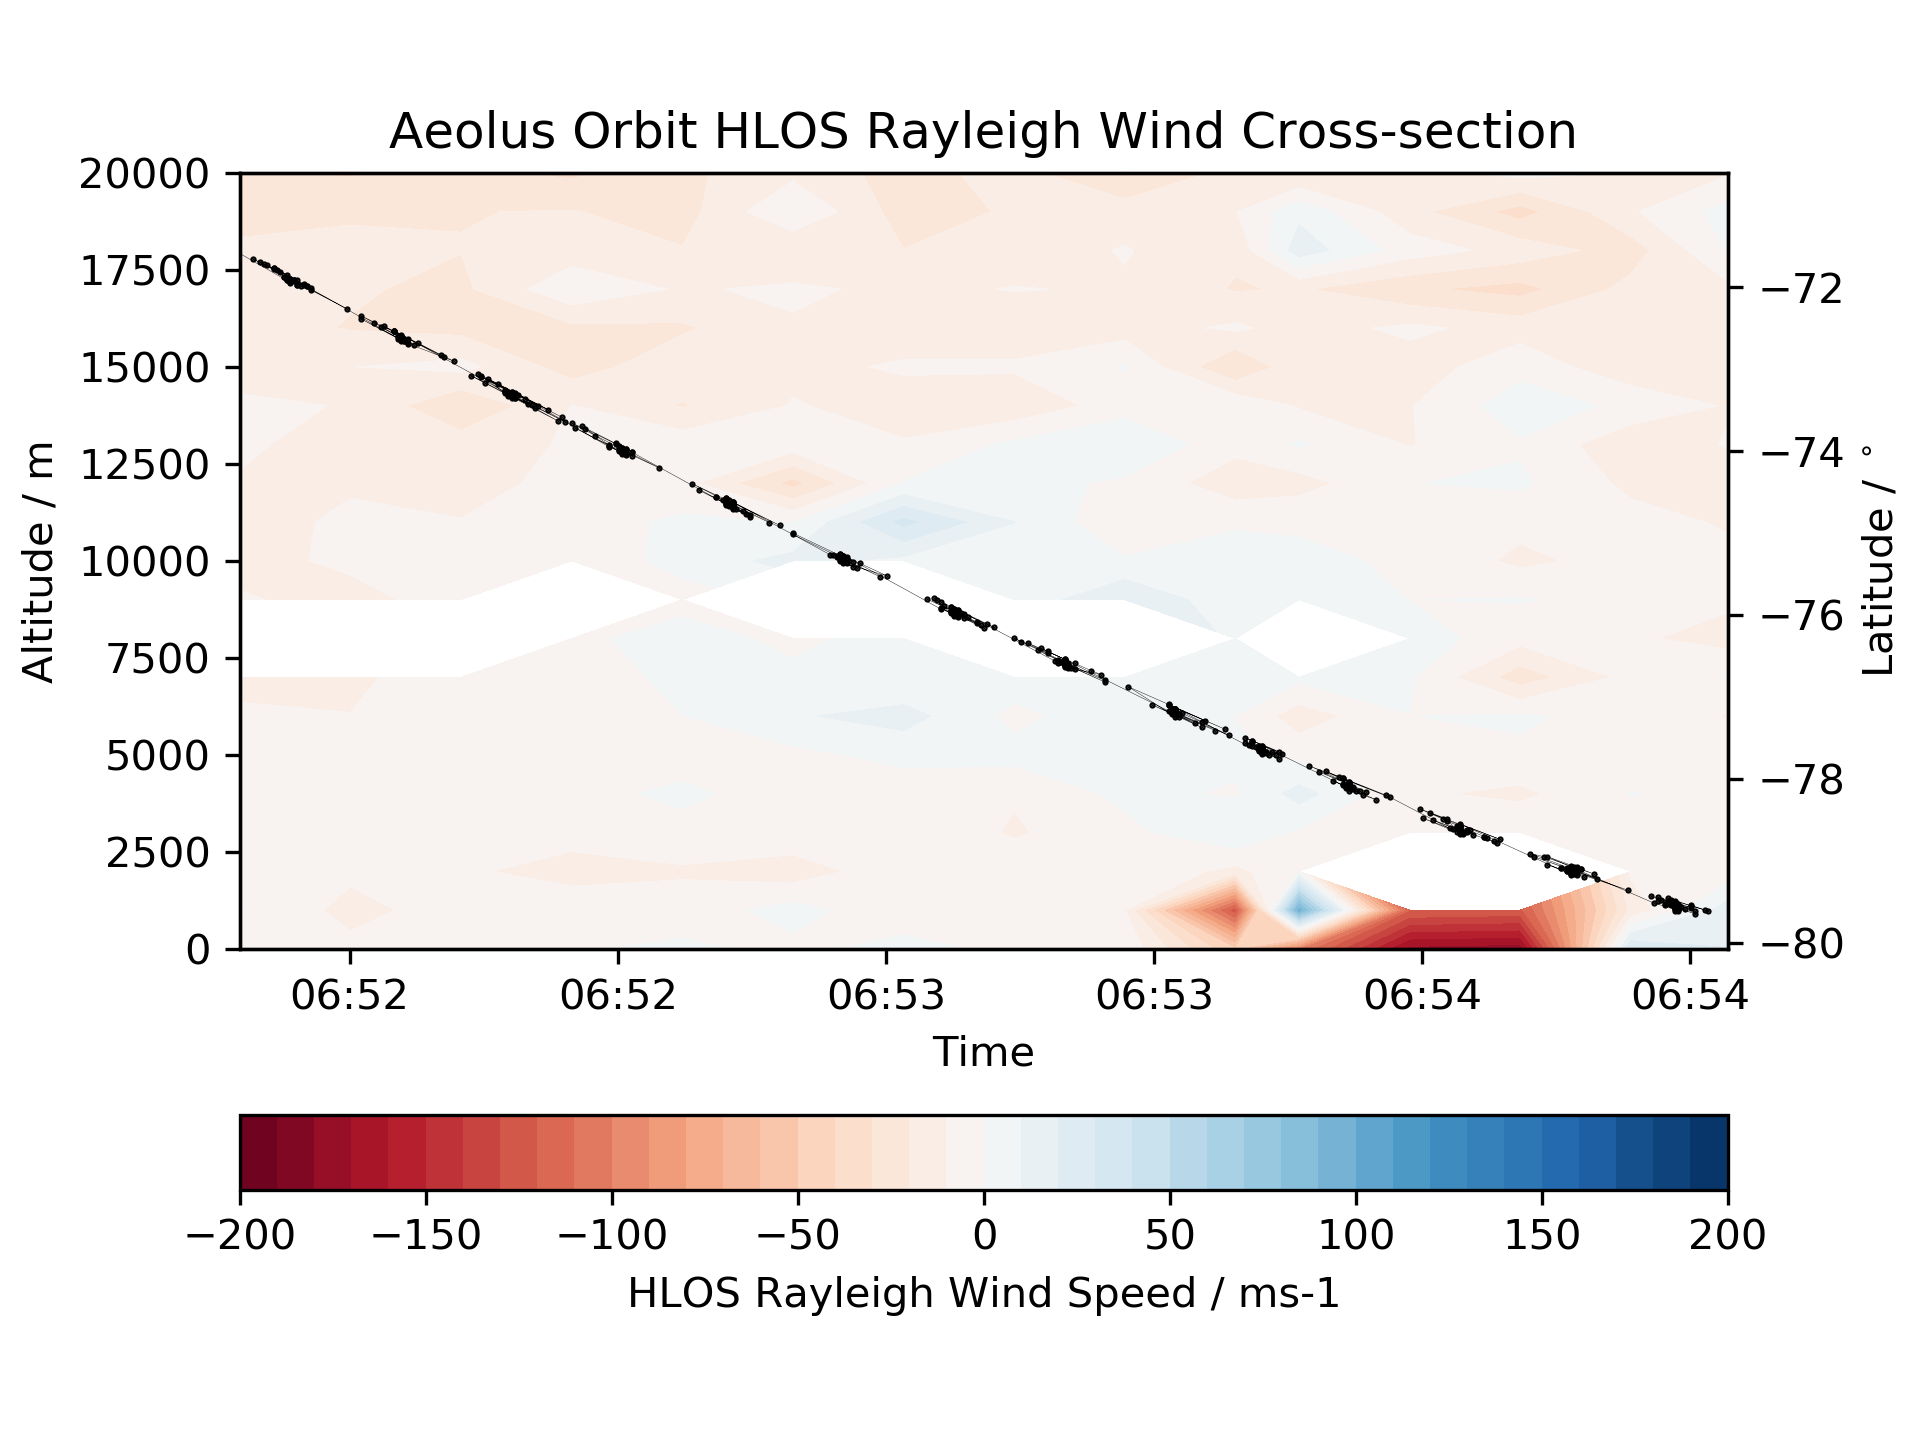 Aeolus Orbit HLOS Rayleigh Wind Cross-section
20000
17500
15000
12500
10000
7500
5000
2500
0
Altitude / m
−72
−74
−76
−78
−80
Latitude / °
06:52 06:52 06:53 06:53 06:54 06:54
Time
−200 −150 −100 −50 0 50 100 150 200
HLOS Rayleigh Wind Speed / ms-1